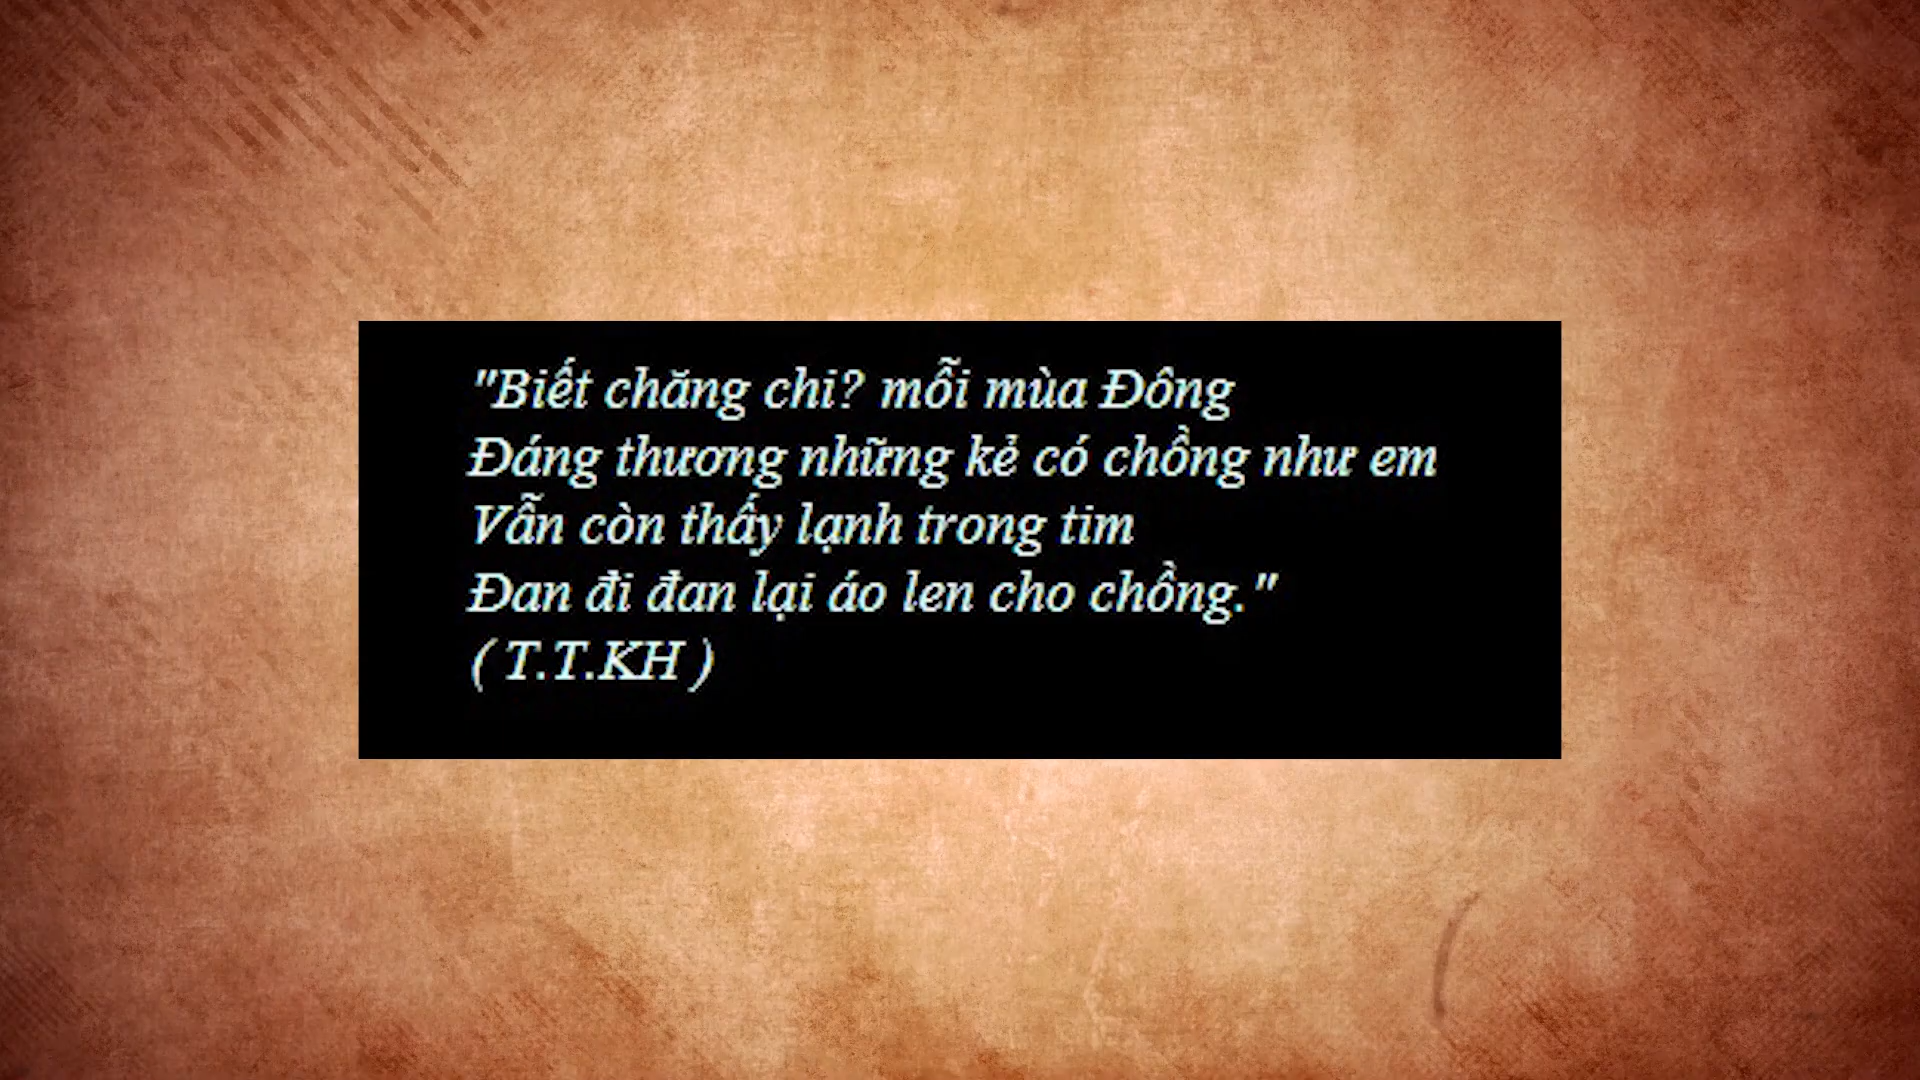 "Biết chăng chi? mỗi mùa Đông
Đáng thương những kẻ có chồng như em
Vẫn còn thấy lạnh trong tim
Đan đi đan lại áo len cho chồng."
( T.T.KH )